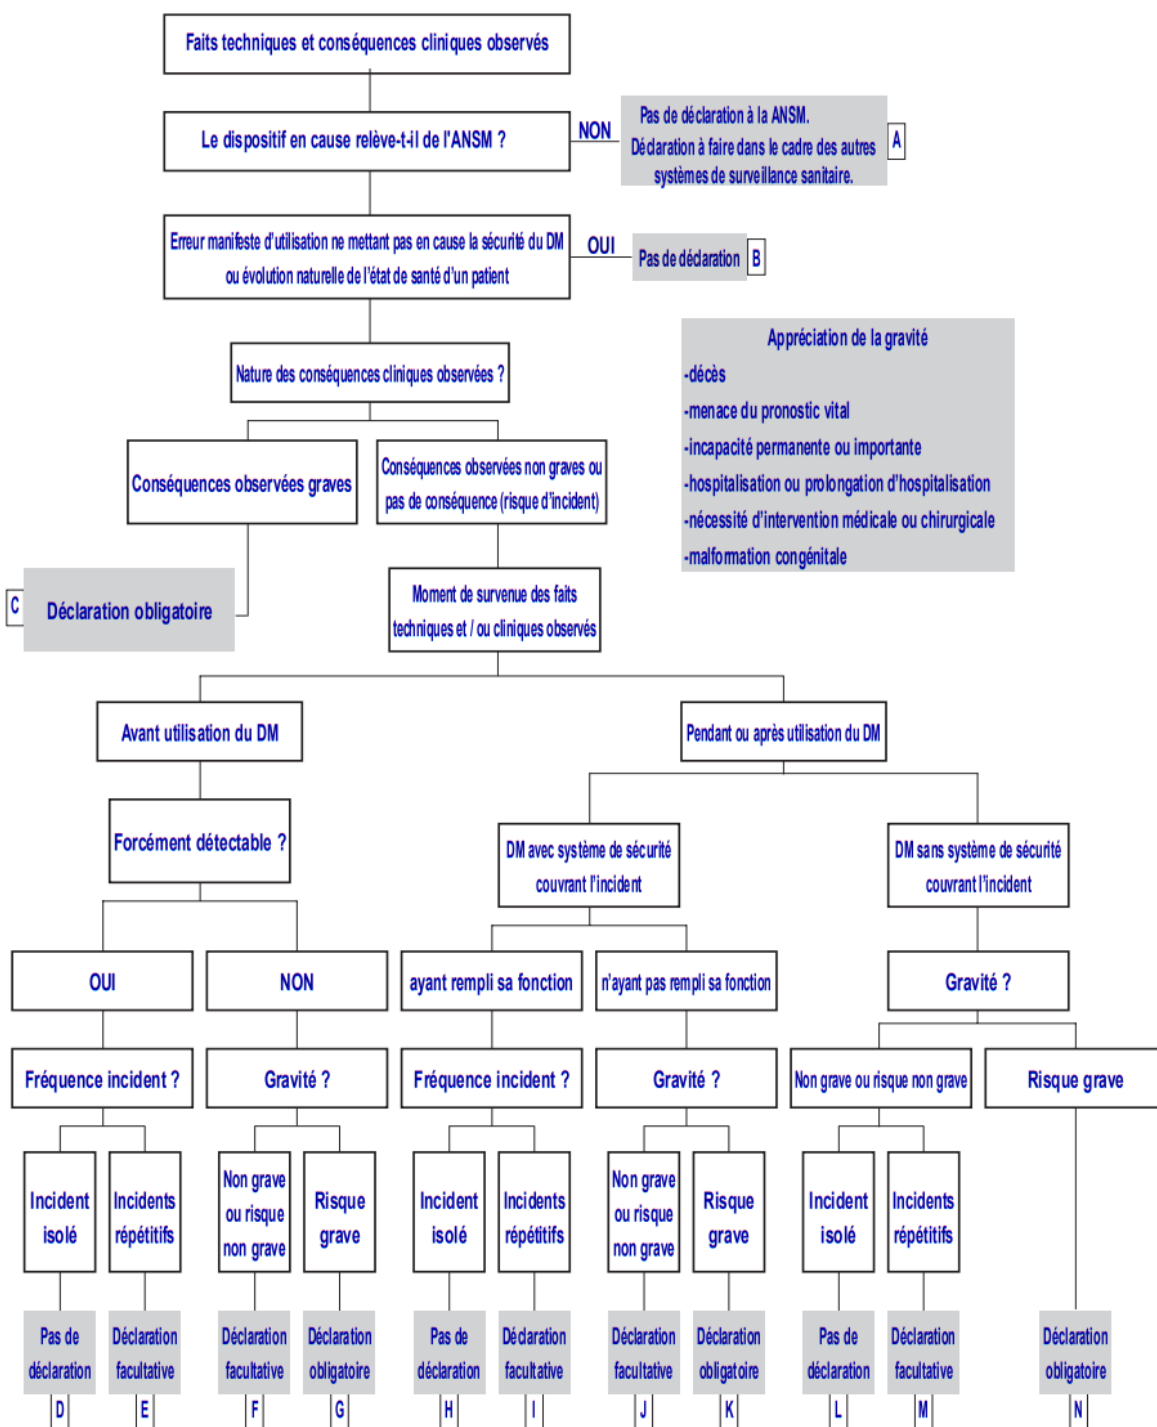 Faits techniques et conséquences cliniques observés
Le dispositif en cause relève-t-il de l'ANSM ?
NON
Pas de déclaration à la ANSM.
Déclaration à faire dans le cadre des autres
systèmes de surveillance sanitaire.
A
Erreur manifeste d'utilisation ne mettant pas en cause la sécurité du DM
ou évolution naturelle de l'état de santé d'un patient
OUI
Pas de déclaration
B
Nature des conséquences cliniques observées ?
Appréciation de la gravité
-décès
-menace du pronostic vital
-incapacité permanente ou importante
-hospitalisation ou prolongation d'hospitalisation
-nécessité d'intervention médicale ou chirurgicale
-malformation congénitale
Conséquences observées graves
Conséquences observées non graves ou
pas de conséquence (risque d'incident)
C
Déclaration obligatoire
Moment de survenue des faits
techniques et / ou cliniques observés
Avant utilisation du DM
Pendant ou après utilisation du DM
Forcément détectable ?
DM avec système de sécurité
couvrant l'incident
DM sans système de sécurité
couvrant l'incident
OUI
NON
ayant rempli sa fonction
n'ayant pas rempli sa fonction
Gravité ?
Fréquence incident ?
Gravité ?
Fréquence incident ?
Gravité ?
Non grave ou risque non grave
Risque grave
Incident
isolé
Incidents
répétitifs
Non grave
ou risque
non grave
Risque
grave
Incident
isolé
Incidents
répétitifs
Non grave
ou risque
non grave
Risque
grave
Incident
isolé
Incidents
répétitifs
Pas de
déclaration
Déclaration
facultative
Déclaration
facultative
Déclaration
obligatoire
Pas de
déclaration
Déclaration
facultative
Déclaration
facultative
Déclaration
obligatoire
Pas de
déclaration
Déclaration
facultative
Déclaration
obligatoire
D
E
F
G
H
I
J
K
L
M
N